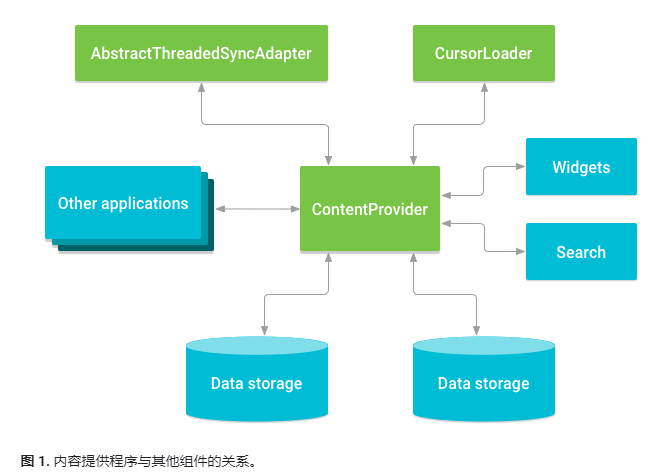 AbstractThreadedSyncAdapter
CursorLoader
Widgets
Other applications
ContentProvider
Search
Data storage
Data storage
图 1. 内容提供程序与其他组件的关系。